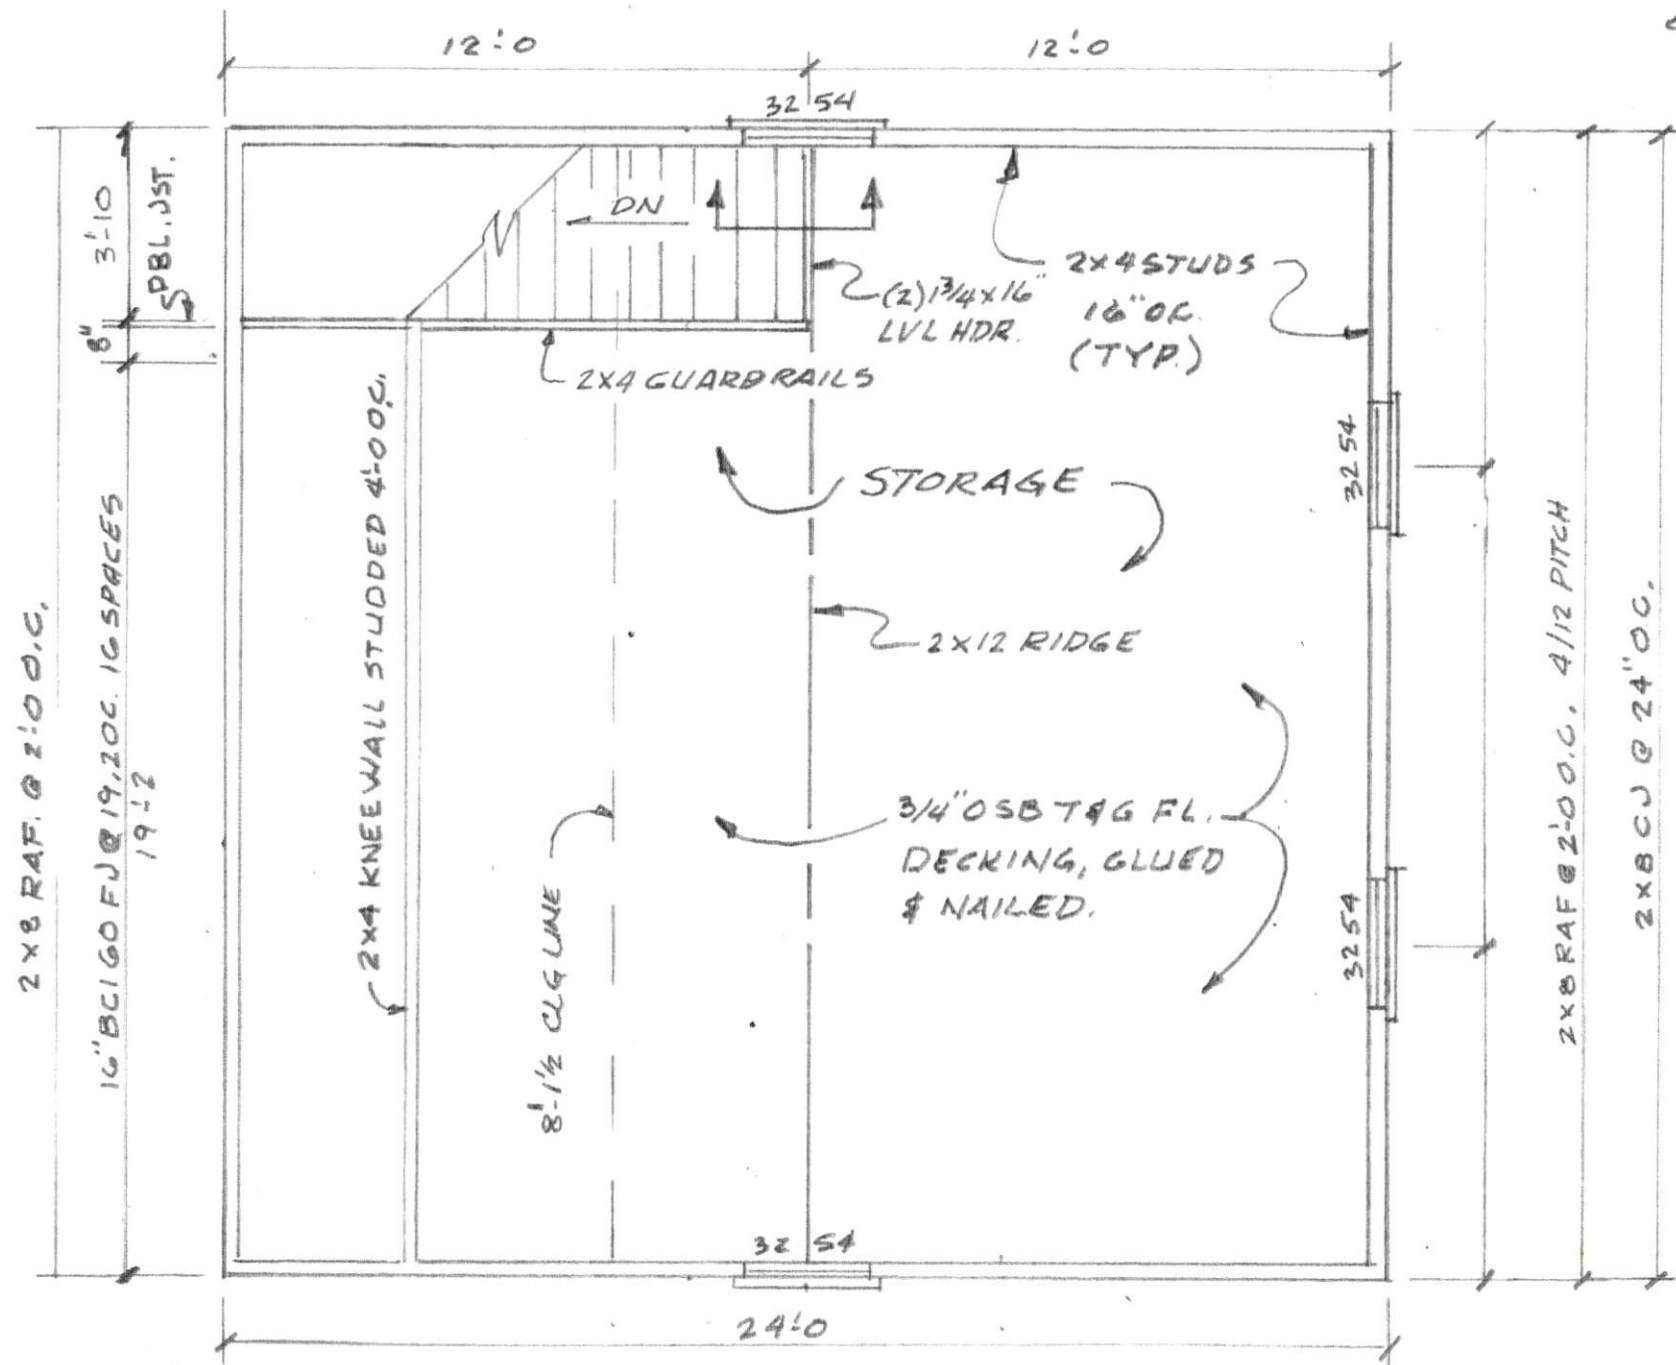 12'-0
12'-0
32 54
3'-10
DBL. JST.
8"
DN
(2) 1 3/4 x 16"
LVL HDR.
2X4 STUDS
16" OC.
(TYP.)
2X4 GUARDRAILS
32 54
STORAGE
2X12 RIDGE
2X4 KNEEWALL STUDDED 4'-0 O.C.
8'-1 1/2 CLG LINE
3/4" OSB T&G FL.
DECKING, GLUED
& NAILED.
32 54
2X8 RAF. @ 2'-0 O.C.
16" BCI 60 FJ @ 19.2 OC. 16 SPACES
19'-2
2X8 RAF @ 2'-0 O.C. 4/12 PITCH
2X8 CJ @ 24" OC.
32 54
24'-0